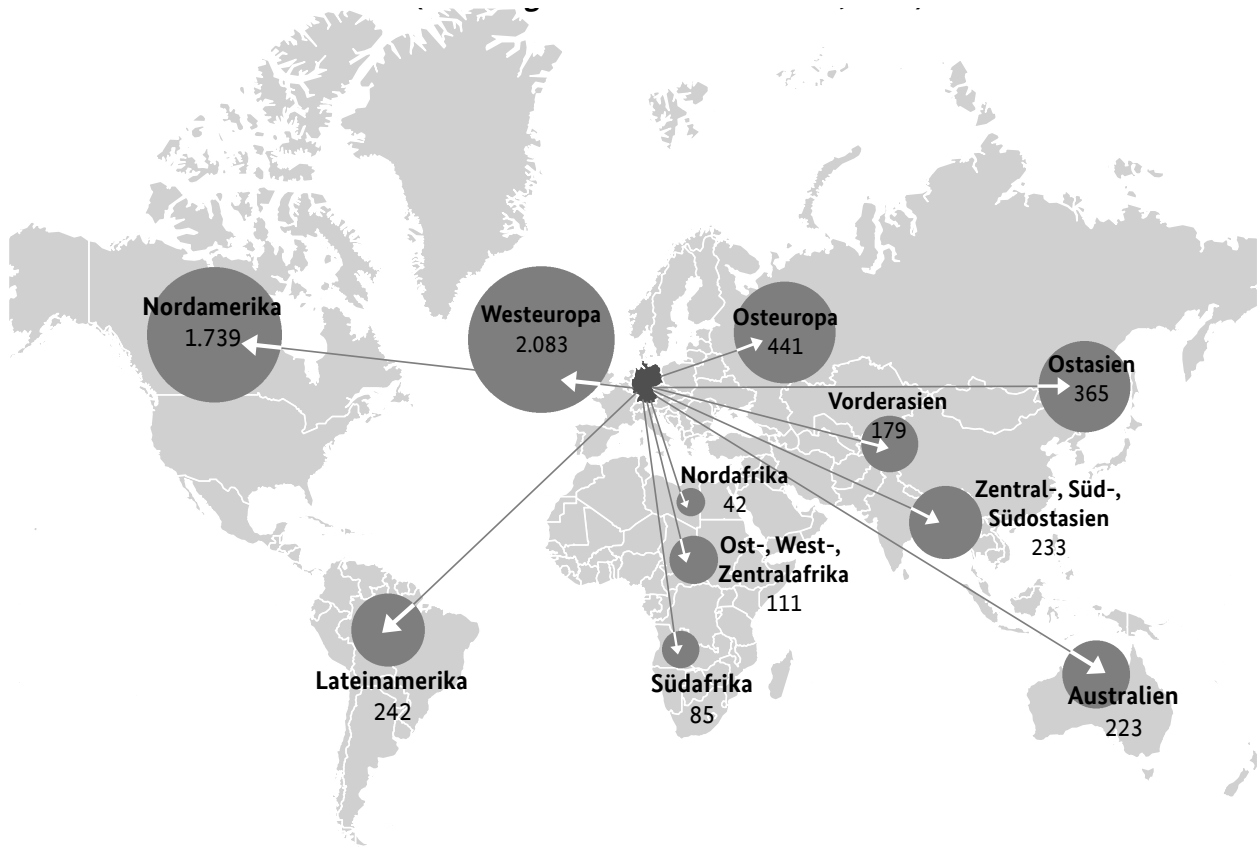 Nordamerika
1.739
Westeuropa
2.083
Osteuropa
441
Ostasien
365
Vorderasien
179
Nordafrika
42
Zentral-, Süd-,
Südostasien
233
Ost-, West-,
Zentralafrika
111
Lateinamerika
242
Südafrika
85
Australien
223